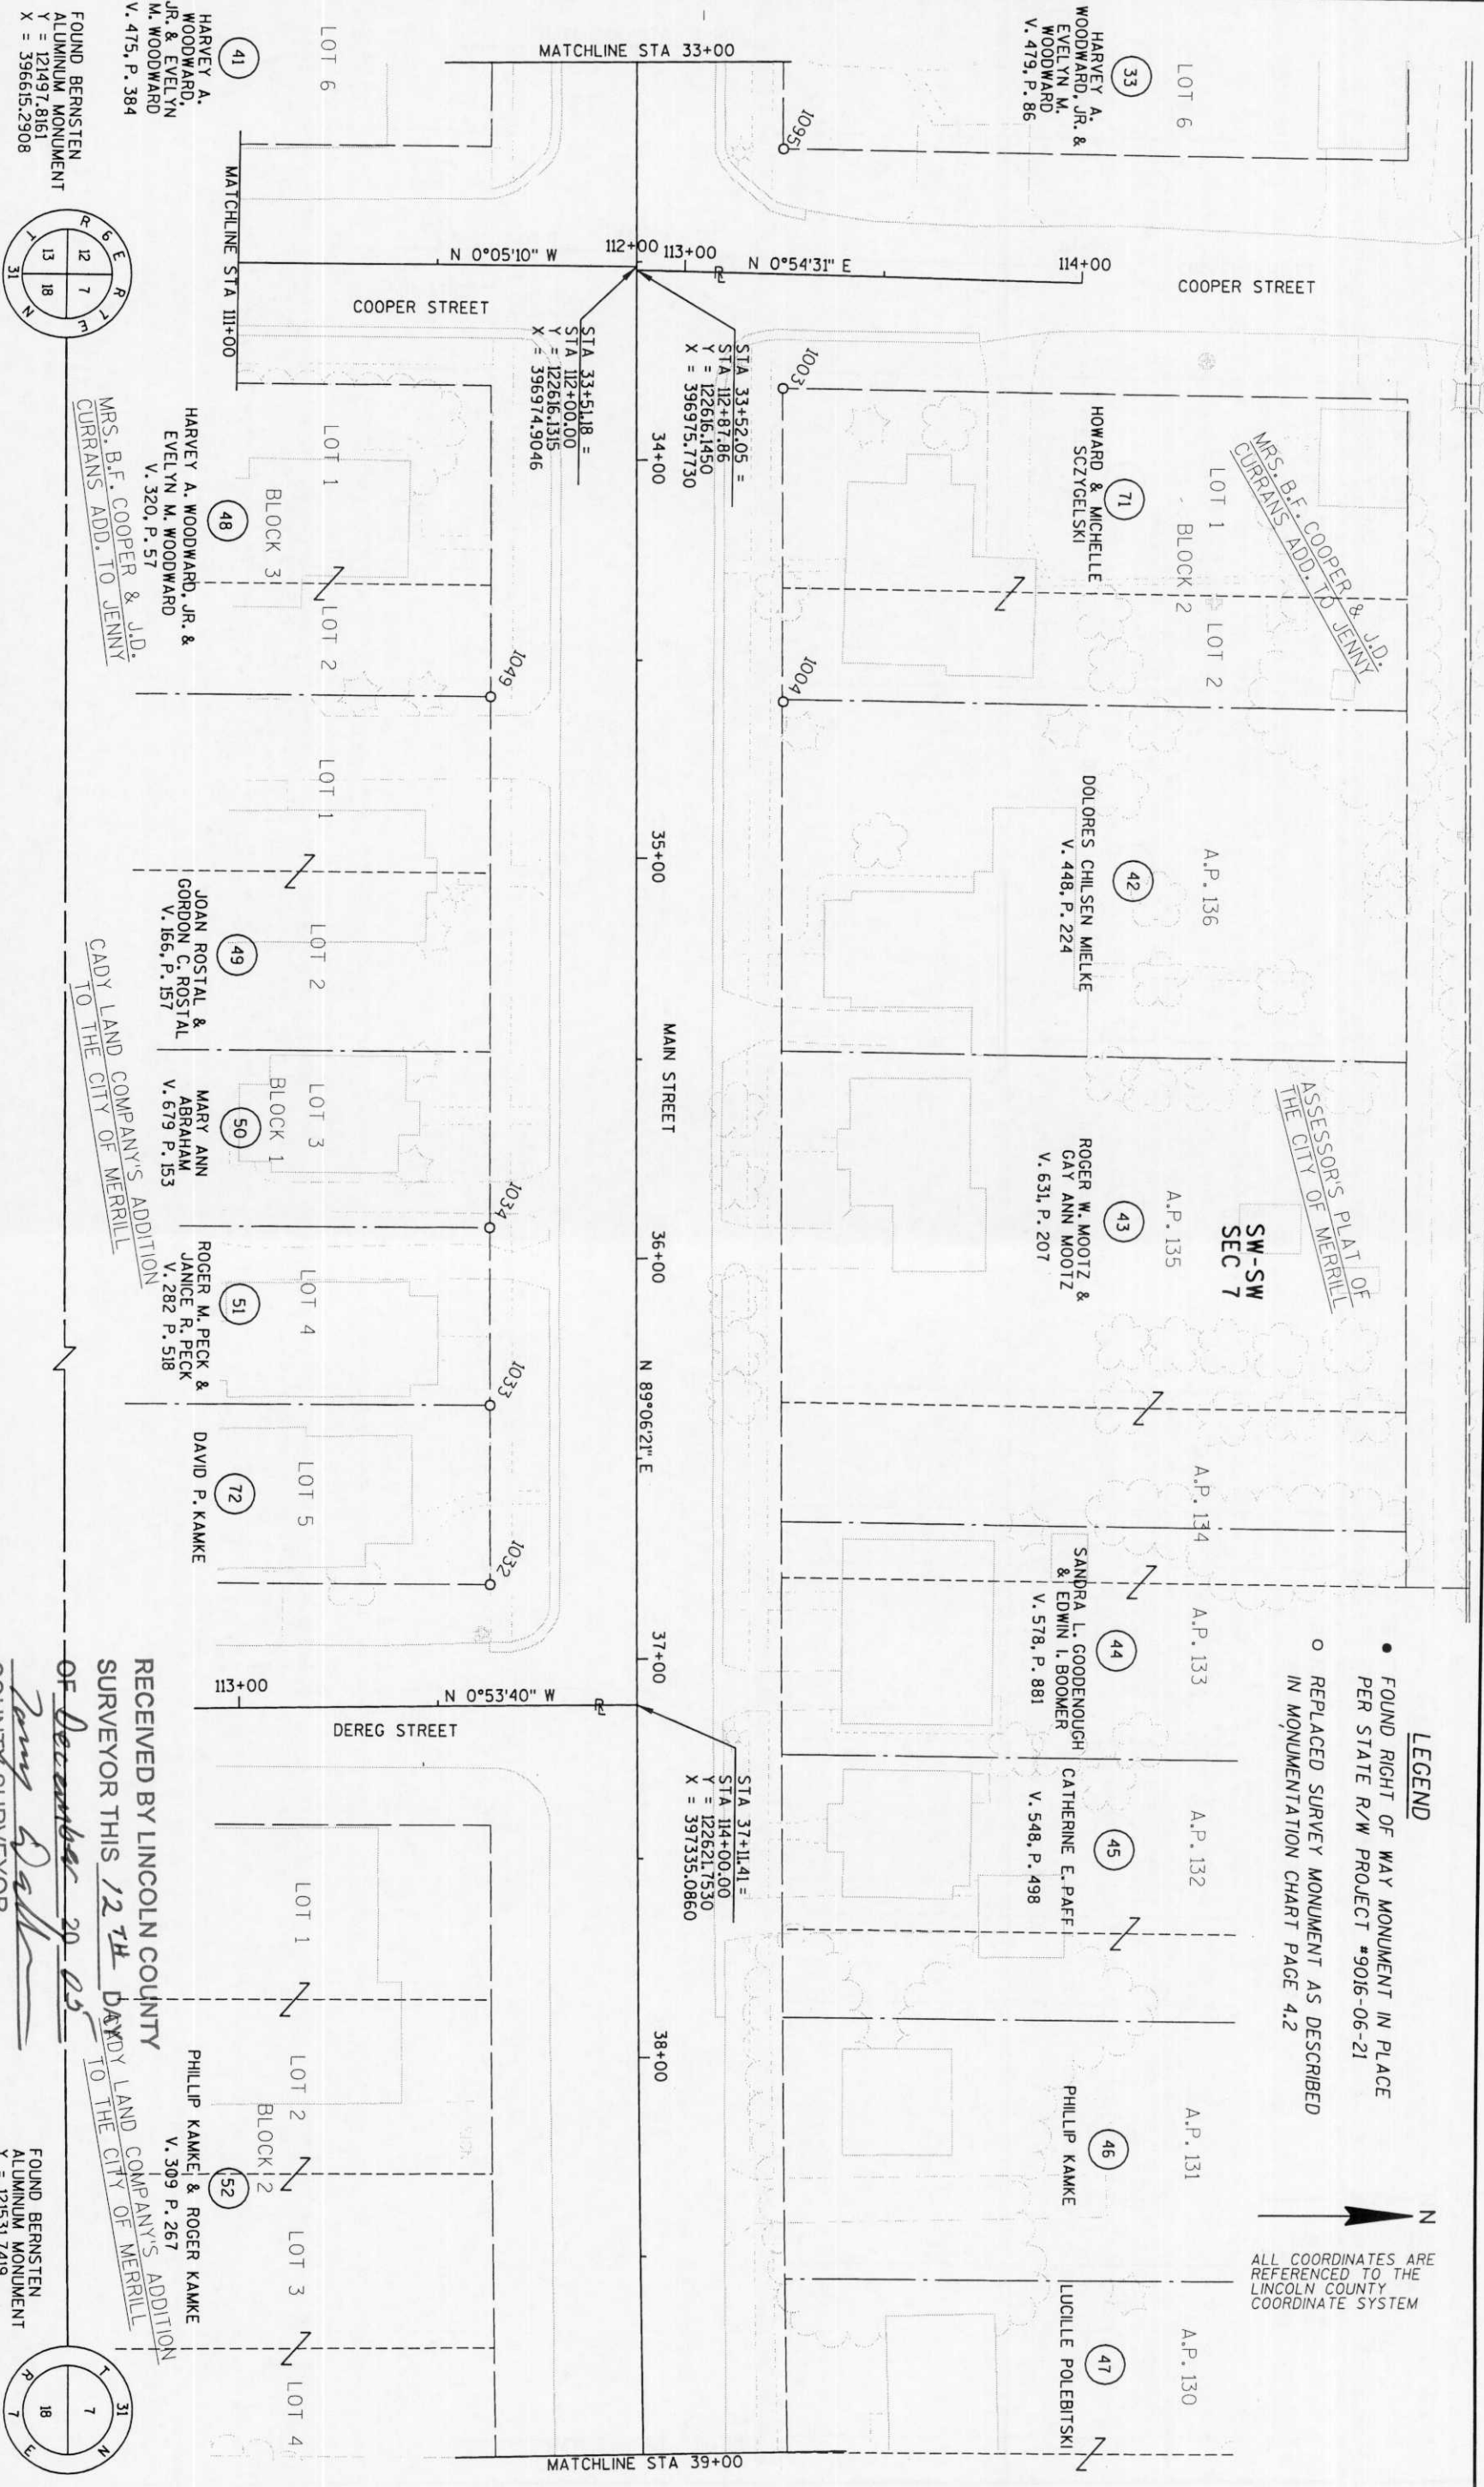 LEGEND
● FOUND RIGHT OF WAY MONUMENT IN PLACE
PER STATE R/W PROJECT #9016-06-21
○ REPLACED SURVEY MONUMENT AS DESCRIBED
IN MONUMENTATION CHART PAGE 4.2
N
ALL COORDINATES ARE
REFERENCED TO THE
LINCOLN COUNTY
COORDINATE SYSTEM
LOT 6
33
HARVEY A.
WOODWARD, JR. &
EVELYN M.
WOODWARD
V. 479, P. 86
1095
MATCHLINE STA 33+00
COOPER STREET
114+00
N 0°54'31" E
113+00
112+00
N 0°05'10" W
COOPER STREET
MATCHLINE STA 111+00
STA 33+52.05 =
STA 112+87.86
Y = 122616.1450
X = 396975.7730
STA 33+51.18 =
STA 112+00.00
Y = 122616.1315
X = 396974.9046
MRS. B.F. COOPER & J.D.
CURRANS ADD. TO JENNY
LOT 1
BLOCK 2
LOT 2
71
HOWARD & MICHELLE
SCZYGELSKI
1003
1004
A.P. 136
42
DOLORES CHILSEN MIELKE
V. 448, P. 224
ASSESSOR'S PLAT OF
THE CITY OF MERRILL
SW-SW
SEC 7
A.P. 135
43
ROGER W. MOOTZ &
GAY ANN MOOTZ
V. 631, P. 207
A.P. 134
A.P. 133
44
SANDRA L. GOODENOUGH
& EDWIN I. BOOMER
V. 578, P. 881
A.P. 132
45
CATHERINE E. PAFF
V. 548, P. 498
A.P. 131
46
PHILLIP KAMKE
A.P. 130
47
LUCILLE POLEBITSKI
34+00
35+00
MAIN STREET
36+00
N 89°06'21" E
37+00
38+00
MATCHLINE STA 39+00
STA 37+11.41 =
STA 114+00.00
Y = 122621.7530
X = 397335.0860
113+00
N 0°53'40" W
DEREG STREET
LOT 6
41
HARVEY A.
WOODWARD,
JR. & EVELYN
M. WOODWARD
V. 475, P. 384
LOT 1
BLOCK 3
LOT 2
1049
48
HARVEY A. WOODWARD, JR. &
EVELYN M. WOODWARD
V. 320, P. 57
MRS. B.F. COOPER & J.D.
CURRANS ADD. TO JENNY
LOT 1
LOT 2
49
JOAN ROSTAL &
GORDON C. ROSTAL
V. 166, P. 157
LOT 3
BLOCK 1
50
MARY ANN
ABRAHAM
V. 679 P. 153
1034
LOT 4
51
ROGER M. PECK &
JANICE R. PECK
V. 282 P. 518
1033
CADY LAND COMPANY'S ADDITION
TO THE CITY OF MERRILL
LOT 5
72
DAVID P. KAMKE
1032
LOT 1
LOT 2
BLOCK 2
LOT 3
LOT 4
52
PHILLIP KAMKE & ROGER KAMKE
V. 309 P. 267
CADY LAND COMPANY'S ADDITION
TO THE CITY OF MERRILL
RECEIVED BY LINCOLN COUNTY
SURVEYOR THIS 12TH DAY
OF December 20 05
COUNTY SURVEYOR
FOUND BERNSTEN
ALUMINUM MONUMENT
Y = 121497.8161
X = 396615.2908
R 6 E R 7 E
12 7
13 18
T 31 N
FOUND BERNSTEN
ALUMINUM MONUMENT
Y = 121531.7419
T 31 N
7
18
R 7 E